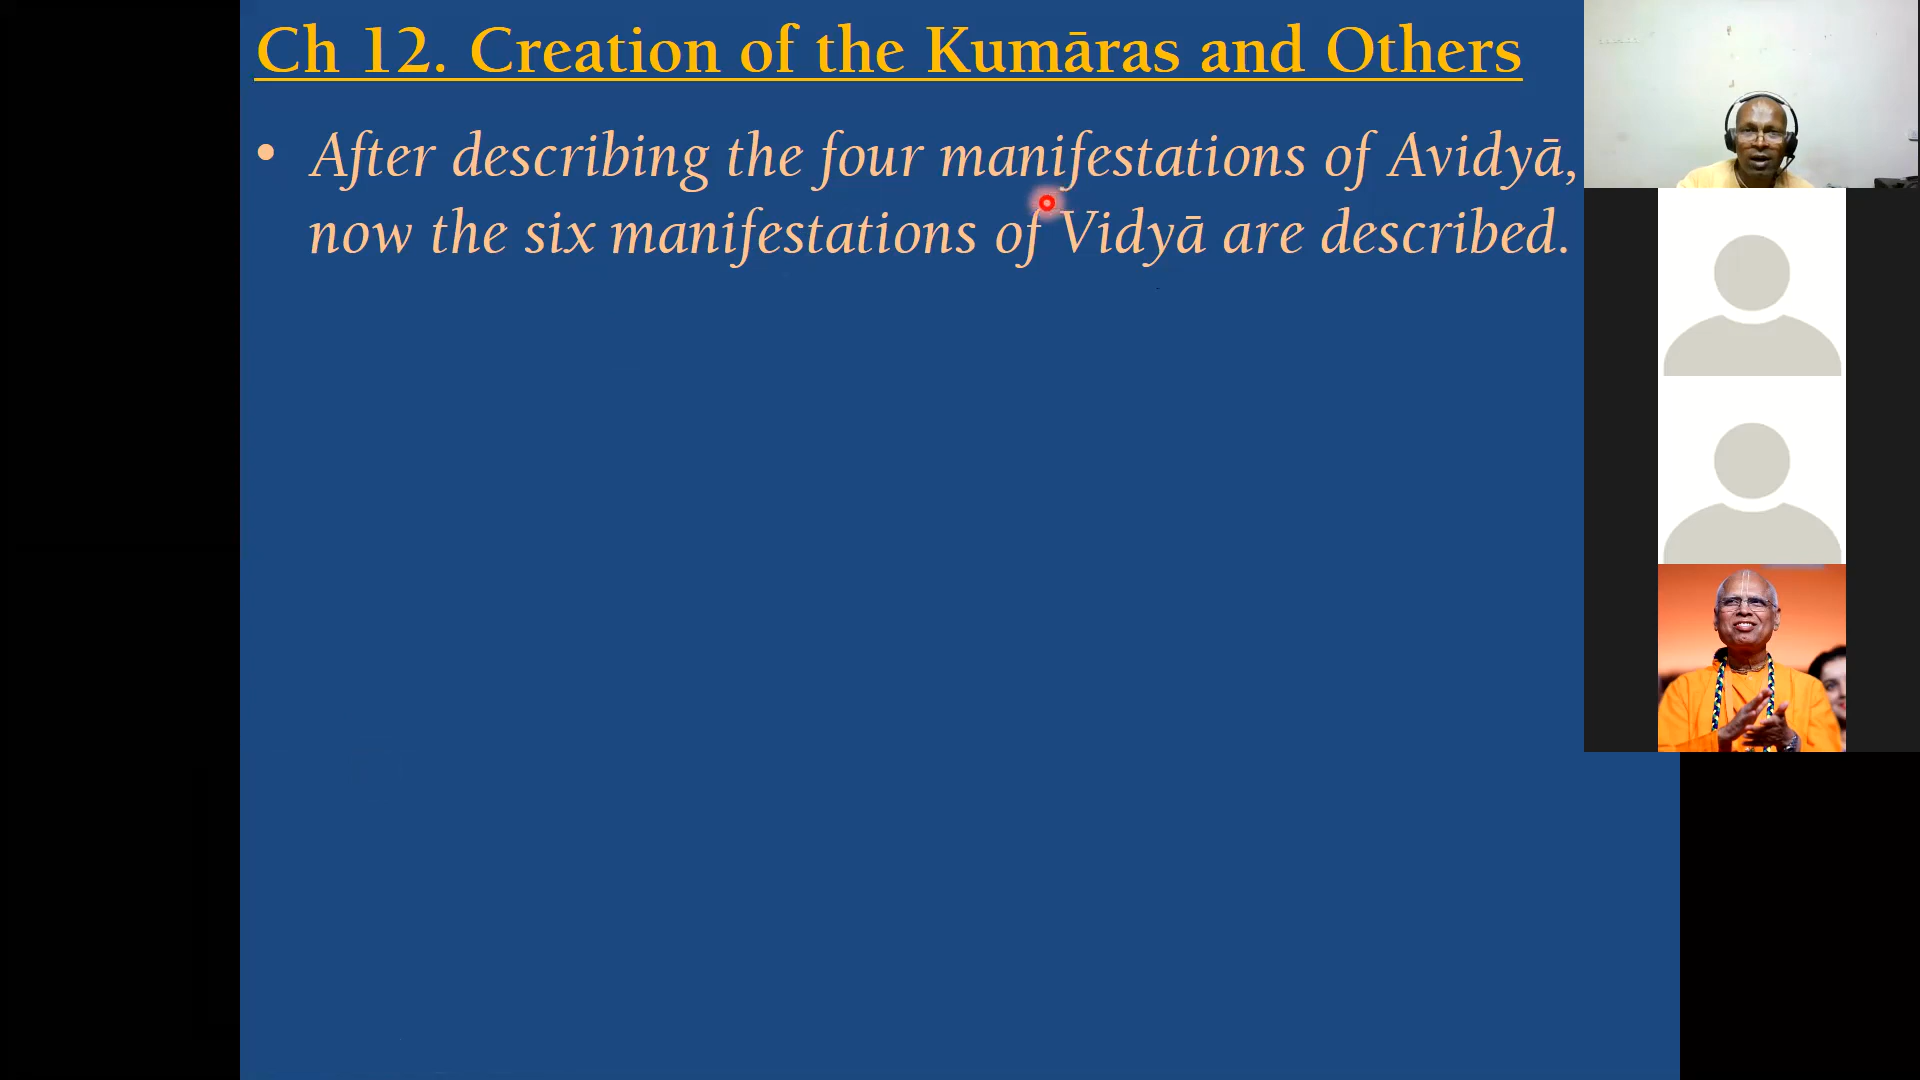 Ch 12. Creation of the Kumāras and Others
• After describing the four manifestations of Avidyā,
now the six manifestations of Vidyā are described.